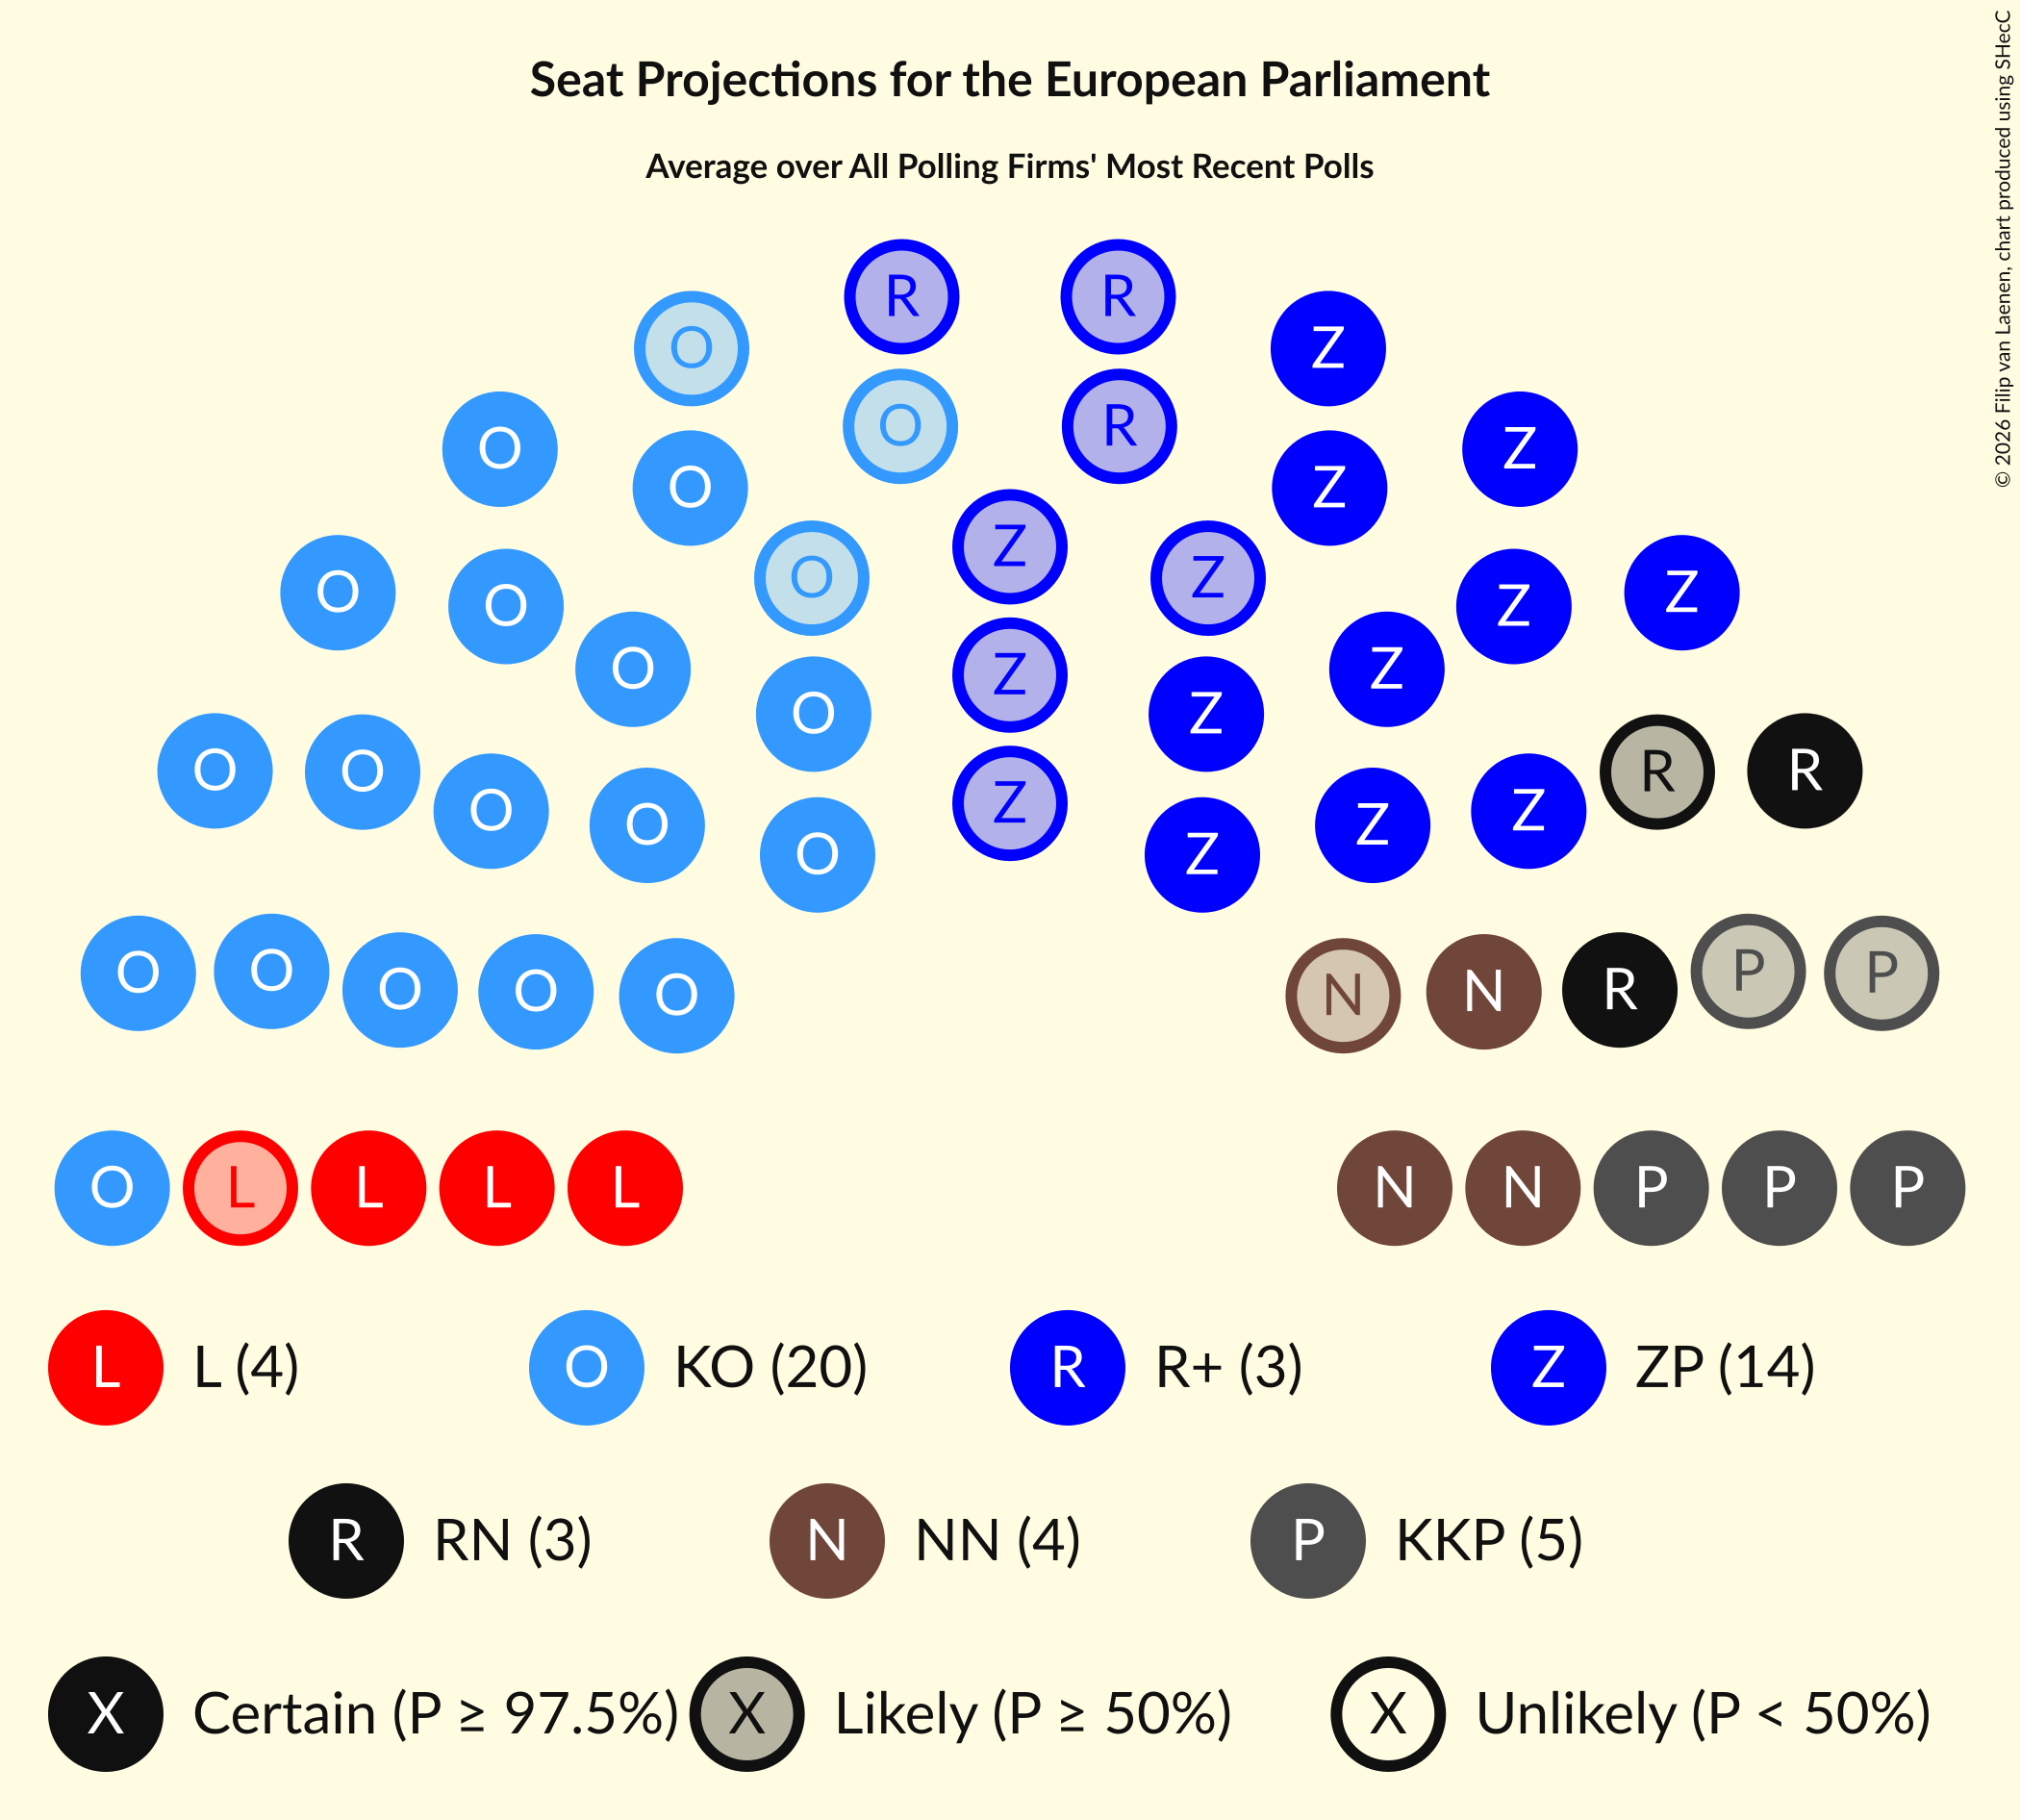 Seat Projections for the European Parliament
Average over All Polling Firms' Most Recent Polls
© 2026 Filip van Laenen, chart produced using SHecC
R R
O Z
O R
O Z
O Z
Z
O Z
O Z
O Z
O Z
O Z
Z
O Z
O O R R
O Z
O Z
O Z
O Z
O O P P
O R
O N
O N
O L L L L N N P P P
L L (4) O KO (20) R R+ (3) Z ZP (14)
R RN (3) N NN (4) P KKP (5)
X Certain (P ≥ 97.5%) X Likely (P ≥ 50%) X Unlikely (P < 50%)